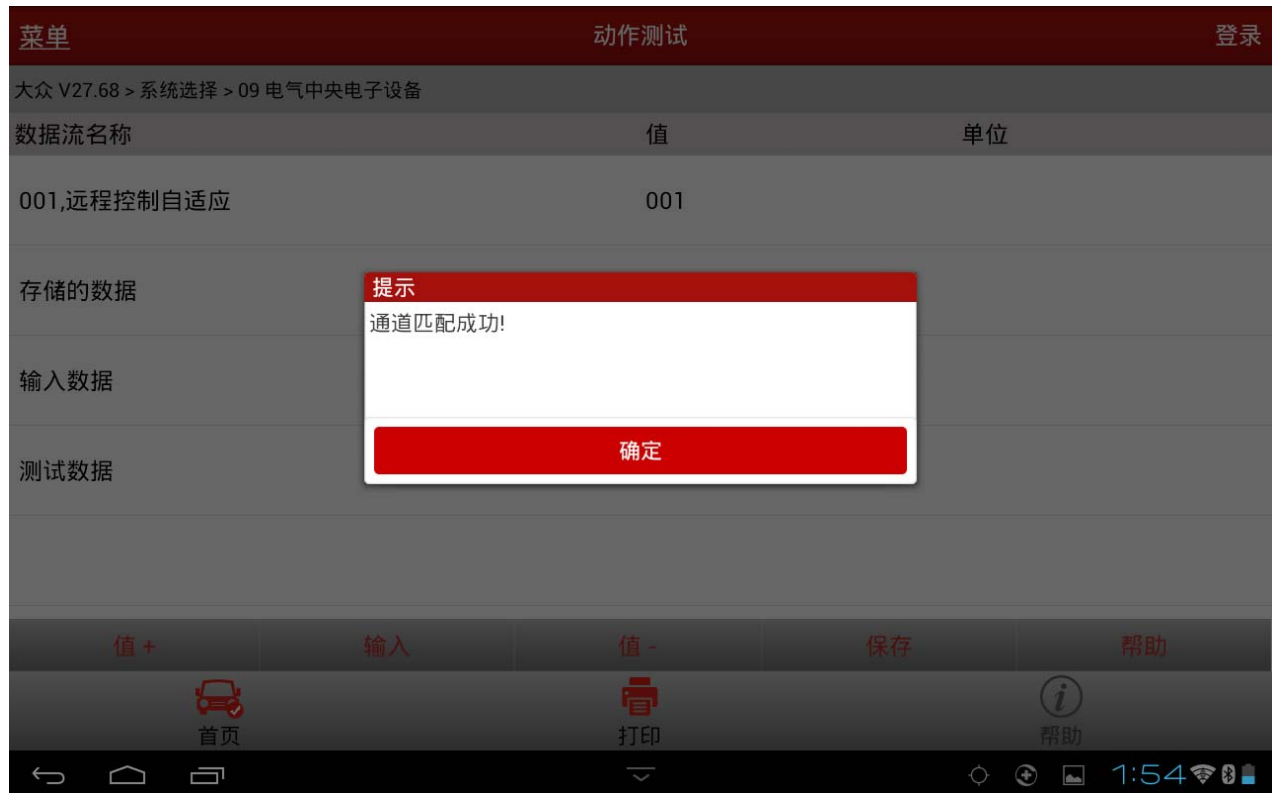 菜单
动作测试
登录
大众 V27.68 > 系统选择 > 09 电气中央电子设备
数据流名称
值
单位
001,远程控制自适应
001
存储的数据
提示
通道匹配成功!
输入数据
确定
测试数据
值 +
输入
值 -
保存
帮助
首页
打印
帮助
1:54